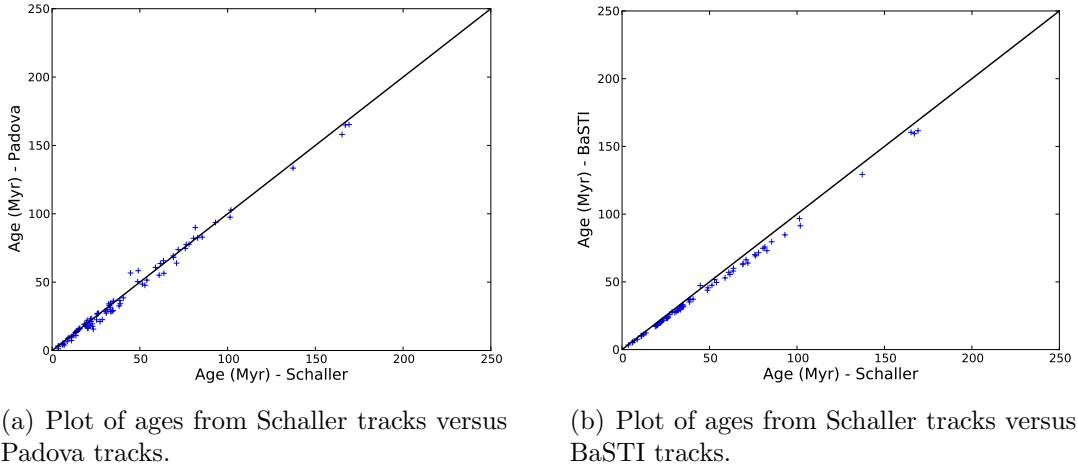 250
200
150
100
50
0
0 50 100 150 200 250
Age (Myr) - Padova
Age (Myr) - Schaller
(a) Plot of ages from Schaller tracks versus
Padova tracks.
250
200
150
100
50
0
0 50 100 150 200 250
Age (Myr) - BaSTI
Age (Myr) - Schaller
(b) Plot of ages from Schaller tracks versus
BaSTI tracks.